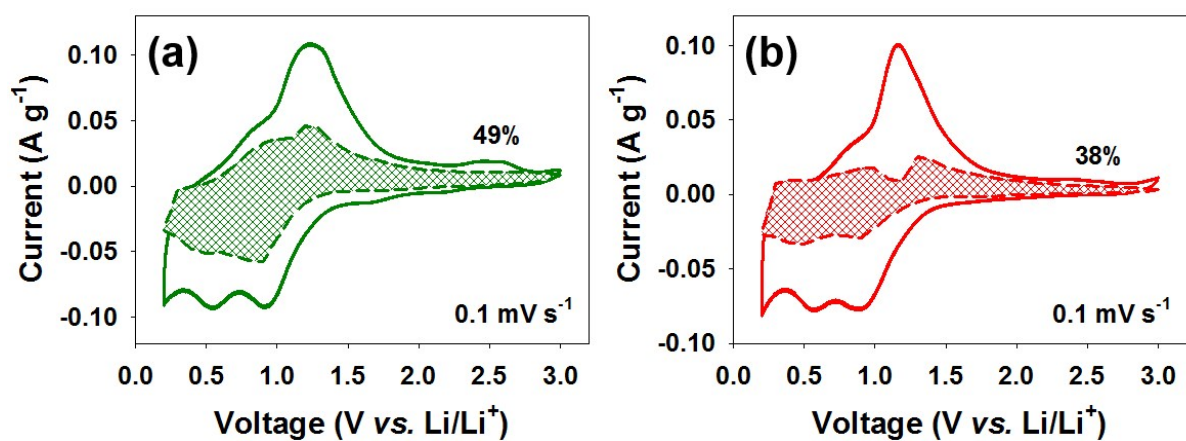 (a)
49%
0.1 mV s⁻¹
0.10
0.05
0.00
-0.05
-0.10
Current (A g⁻¹)
0.0 0.5 1.0 1.5 2.0 2.5 3.0
Voltage (V vs. Li/Li⁺)
(b)
38%
0.1 mV s⁻¹
0.10
0.05
0.00
-0.05
-0.10
Current (A g⁻¹)
0.0 0.5 1.0 1.5 2.0 2.5 3.0
Voltage (V vs. Li/Li⁺)